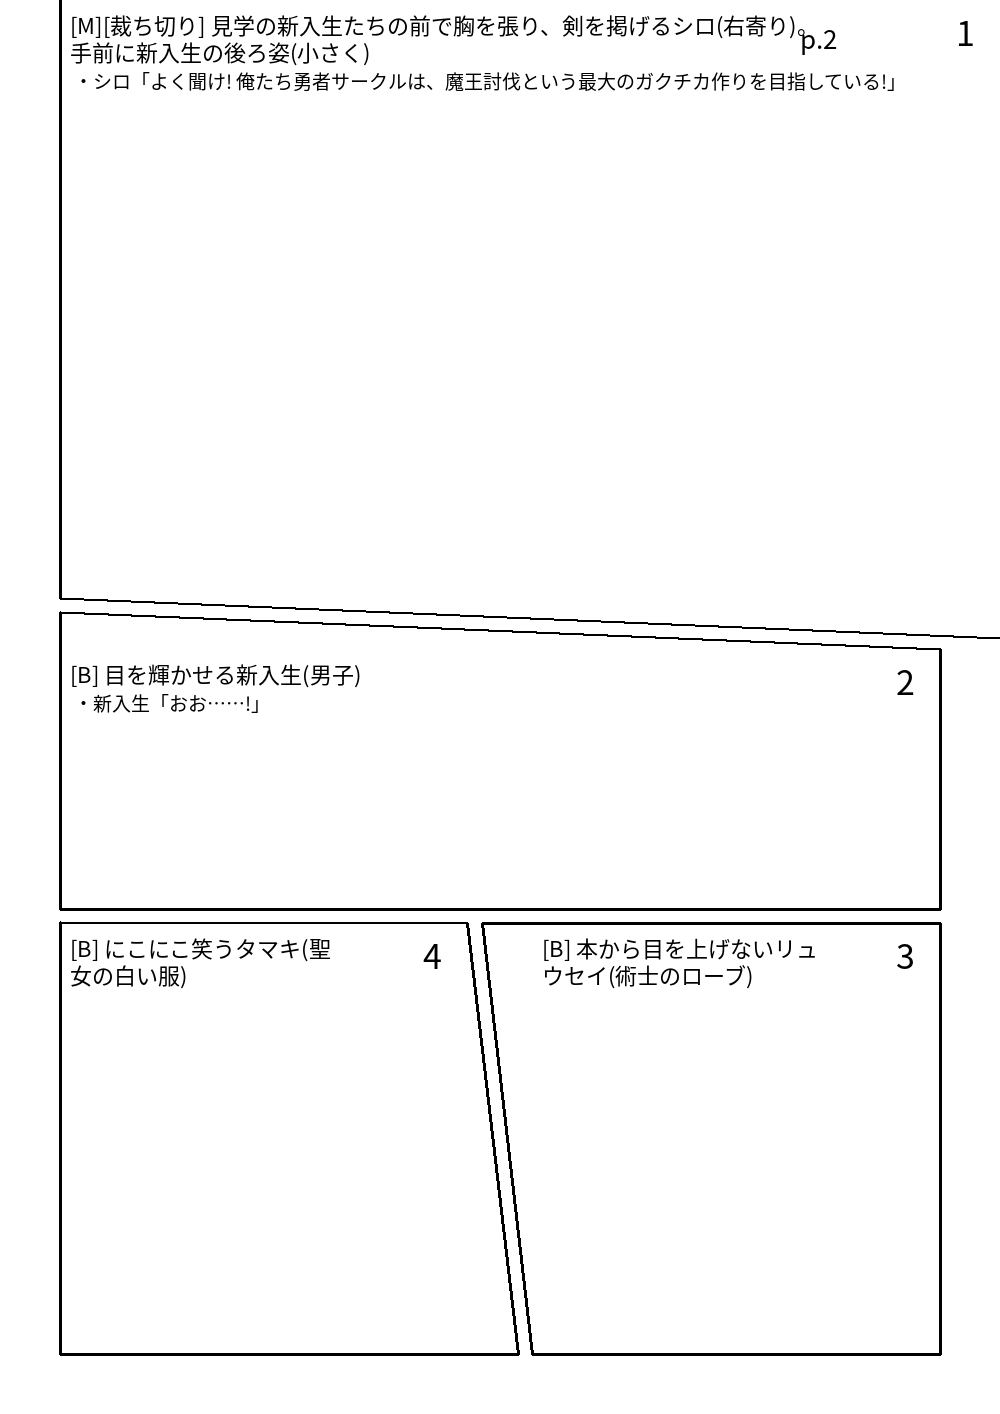 [M][裁ち切り] 見学の新入生たちの前で胸を張り、剣を掲げるシロ(右寄り)。
手前に新入生の後ろ姿(小さく)
p.2
1
・シロ「よく聞け! 俺たち勇者サークルは、魔王討伐という最大のガクチカ作りを目指している!」
[B] 目を輝かせる新入生(男子)
2
・新入生「おお……!」
[B] 本から目を上げないリュ
ウセイ(術士のローブ)
3
[B] にこにこ笑うタマキ(聖
女の白い服)
4